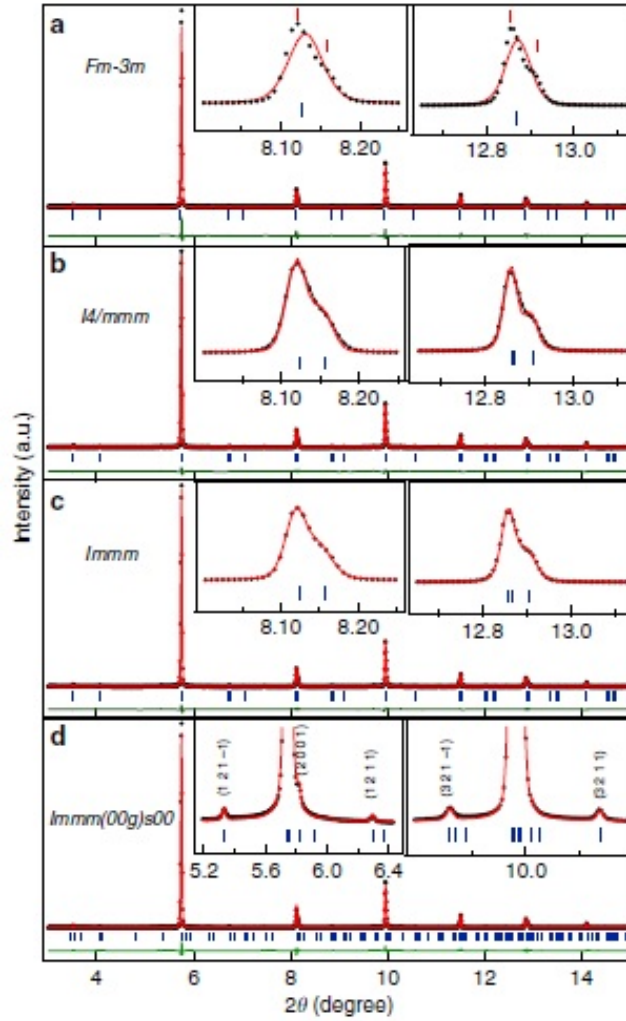 a
Fm-3m
8.10 8.20
12.8 13.0
b
I4/mmm
8.10 8.20
12.8 13.0
c
Immm
8.10 8.20
12.8 13.0
d
Immm(00g)s00
(1 2 1 –1)
(2 0 0 1)
(1 2 1 1)
5.2 5.6 6.0 6.4
(3 2 1 –1)
(3 2 1 1)
10.0
Intensity (a.u.)
4 6 8 10 12 14
2θ (degree)